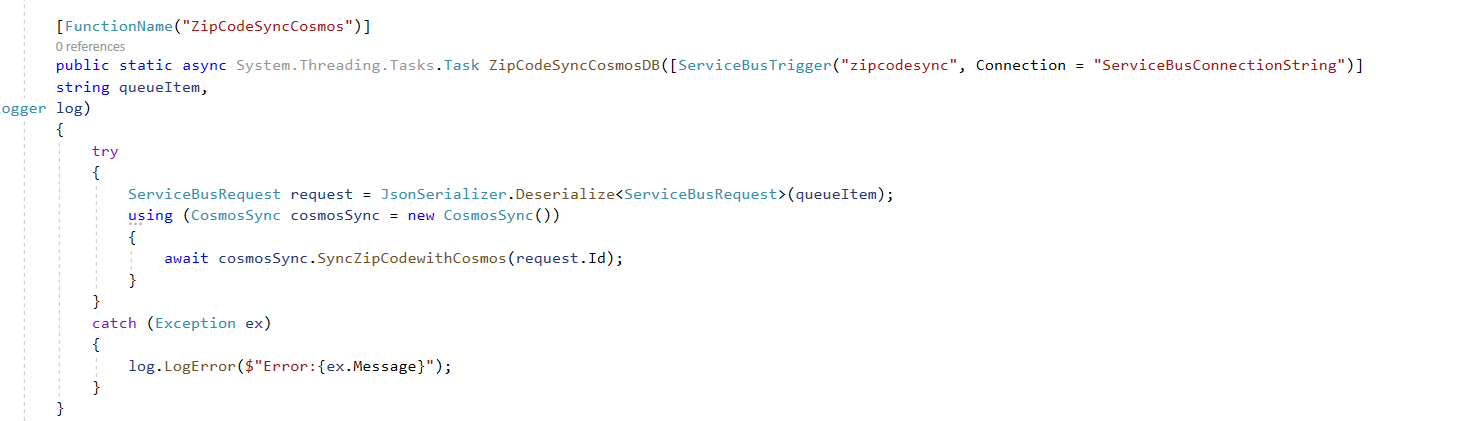 [FunctionName("ZipCodeSyncCosmos")]
0 references
public static async System.Threading.Tasks.Task ZipCodeSyncCosmosDB([ServiceBusTrigger("zipcodesync", Connection = "ServiceBusConnectionString")]
string queueItem,
ogger log)
{
try
{
ServiceBusRequest request = JsonSerializer.Deserialize<ServiceBusRequest>(queueItem);
using (CosmosSync cosmosSync = new CosmosSync())
{
await cosmosSync.SyncZipCodewithCosmos(request.Id);
}
}
catch (Exception ex)
{
log.LogError($"Error:{ex.Message}");
}
}